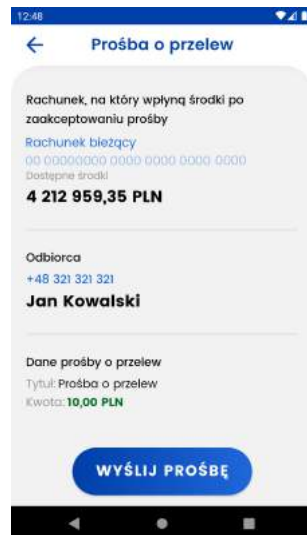 12:48
Prośba o przelew
Rachunek, na który wpłyną środki po
zaakceptowaniu prośby
Rachunek bieżący
00 00000000 0000 0000 0000 0000
Dostępne środki
4 212 959,35 PLN
Odbiorca
+48 321 321 321
Jan Kowalski
Dane prośby o przelew
Tytuł: Prośba o przelew
Kwota: 10,00 PLN
WYŚLIJ PROŚBĘ